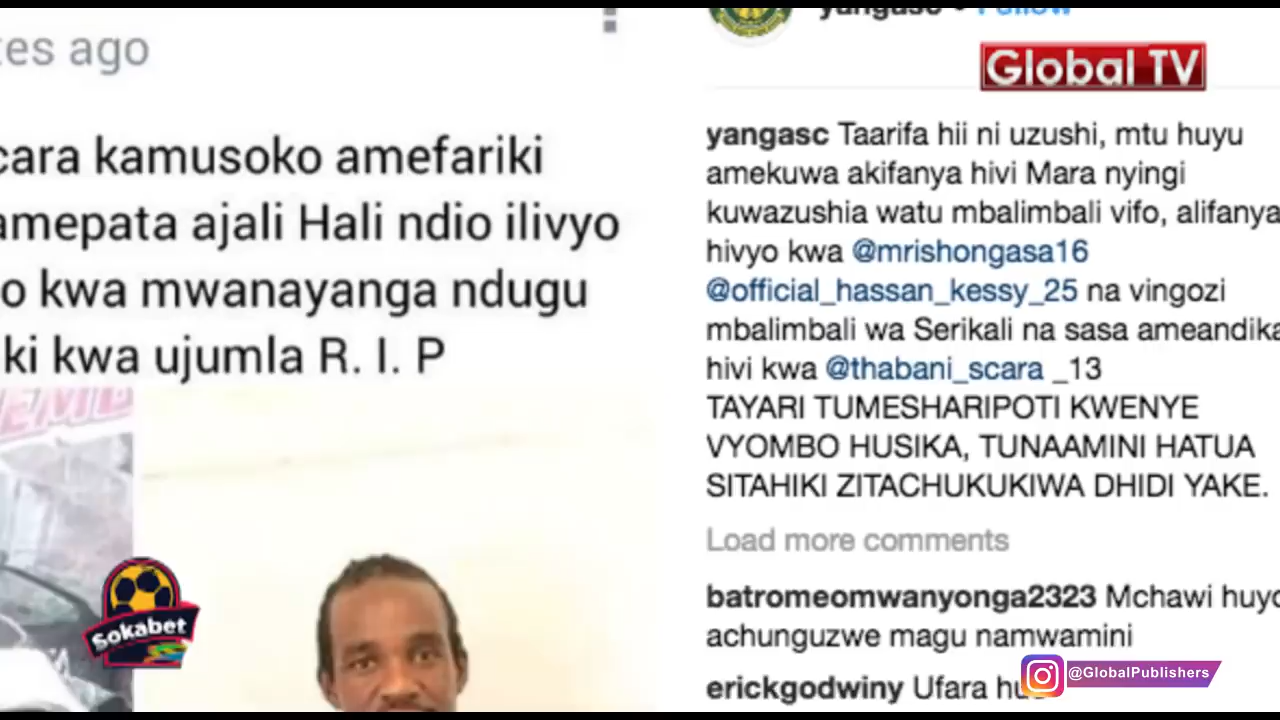 tes ago
cara kamusoko amefariki
amepata ajali Hali ndio ilivyo
o kwa mwanayanga ndugu
ki kwa ujumla R. I. P
Sokabet
yangasc • Follow
Global TV
yangasc Taarifa hii ni uzushi, mtu huyu
amekuwa akifanya hivi Mara nyingi
kuwazushia watu mbalimbali vifo, alifanya
hivyo kwa @mrishongasa16
@official_hassan_kessy_25 na vingozi
mbalimbali wa Serikali na sasa ameandika
hivi kwa @thabani_scara _13
TAYARI TUMESHARIPOTI KWENYE
VYOMBO HUSIKA, TUNAAMINI HATUA
SITAHIKI ZITACHUKUKIWA DHIDI YAKE.
Load more comments
batromeomwanyonga2323 Mchawi huyo
achunguzwe magu namwamini
erickgodwiny Ufara
@GlobalPublishers